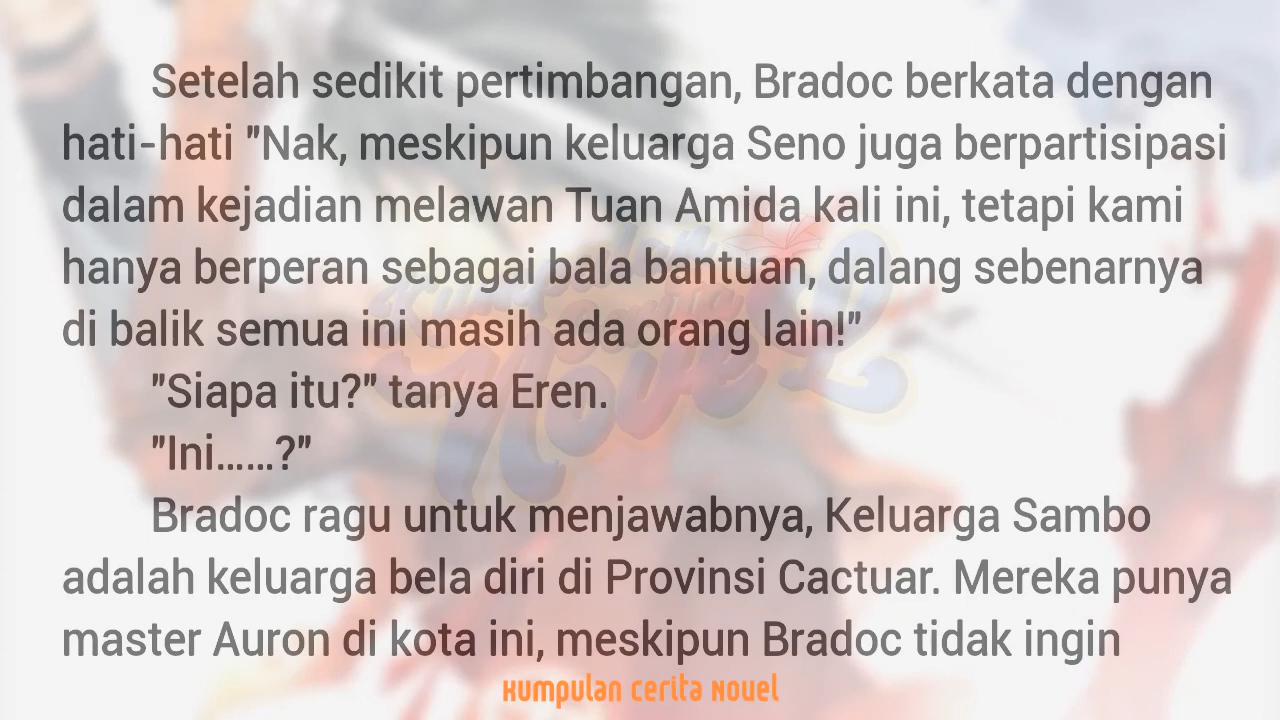 Setelah sedikit pertimbangan, Bradoc berkata dengan
hati-hati "Nak, meskipun keluarga Seno juga berpartisipasi
dalam kejadian melawan Tuan Amida kali ini, tetapi kami
hanya berperan sebagai bala bantuan, dalang sebenarnya
di balik semua ini masih ada orang lain!"
"Siapa itu?" tanya Eren.
"Ini……?"
Bradoc ragu untuk menjawabnya, Keluarga Sambo
adalah keluarga bela diri di Provinsi Cactuar. Mereka punya
master Auron di kota ini, meskipun Bradoc tidak ingin
Kumpulan cerita Novel